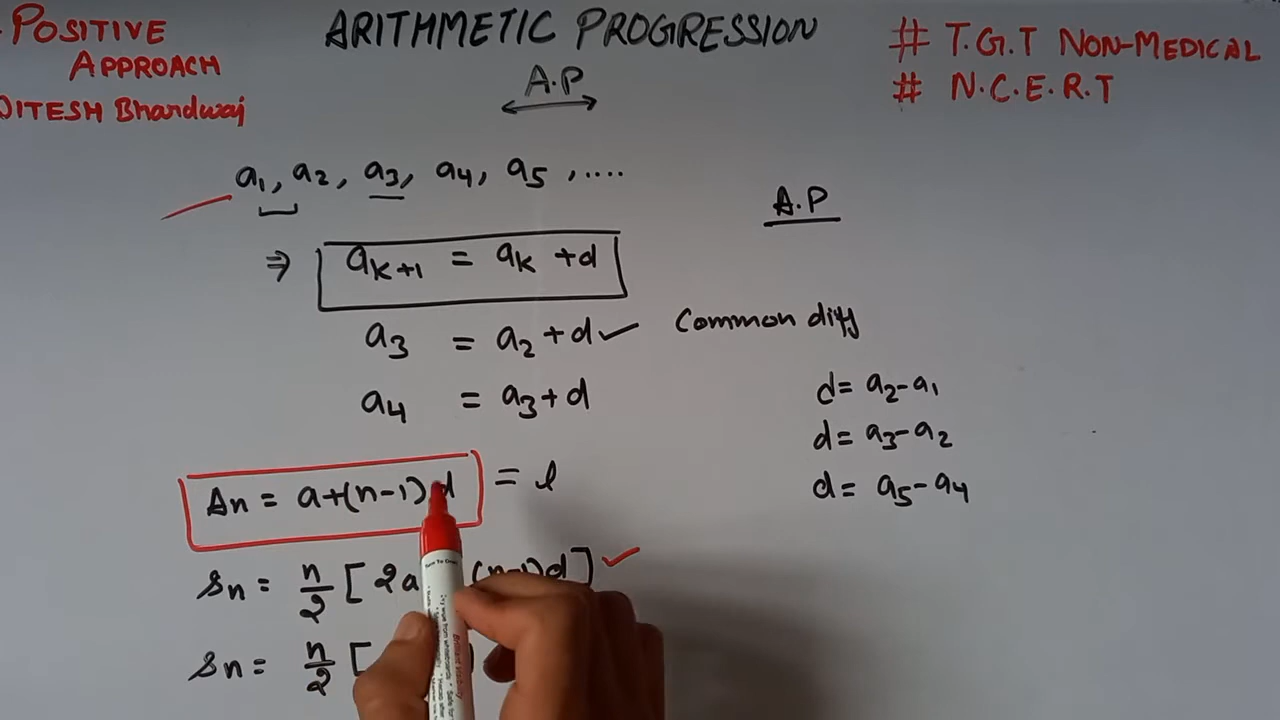 POSITIVE
APPROACH
DITESH Bhardwaj
ARITHMETIC PROGRESSION
A.P
# T.G.T NON-MEDICAL
# N.C.E.R.T
a1, a2, a3, a4, a5, ....
A.P
⇒ aK+1 = aK + d
a3 = a2 + d ✓ Common diff
a4 = a3 + d
d = a2 - a1
d = a3 - a2
d = a5 - a4
An = a+(n-1)d = l
Sn = n/2 [2a (n-1)d] ✓
Sn = n/2 [